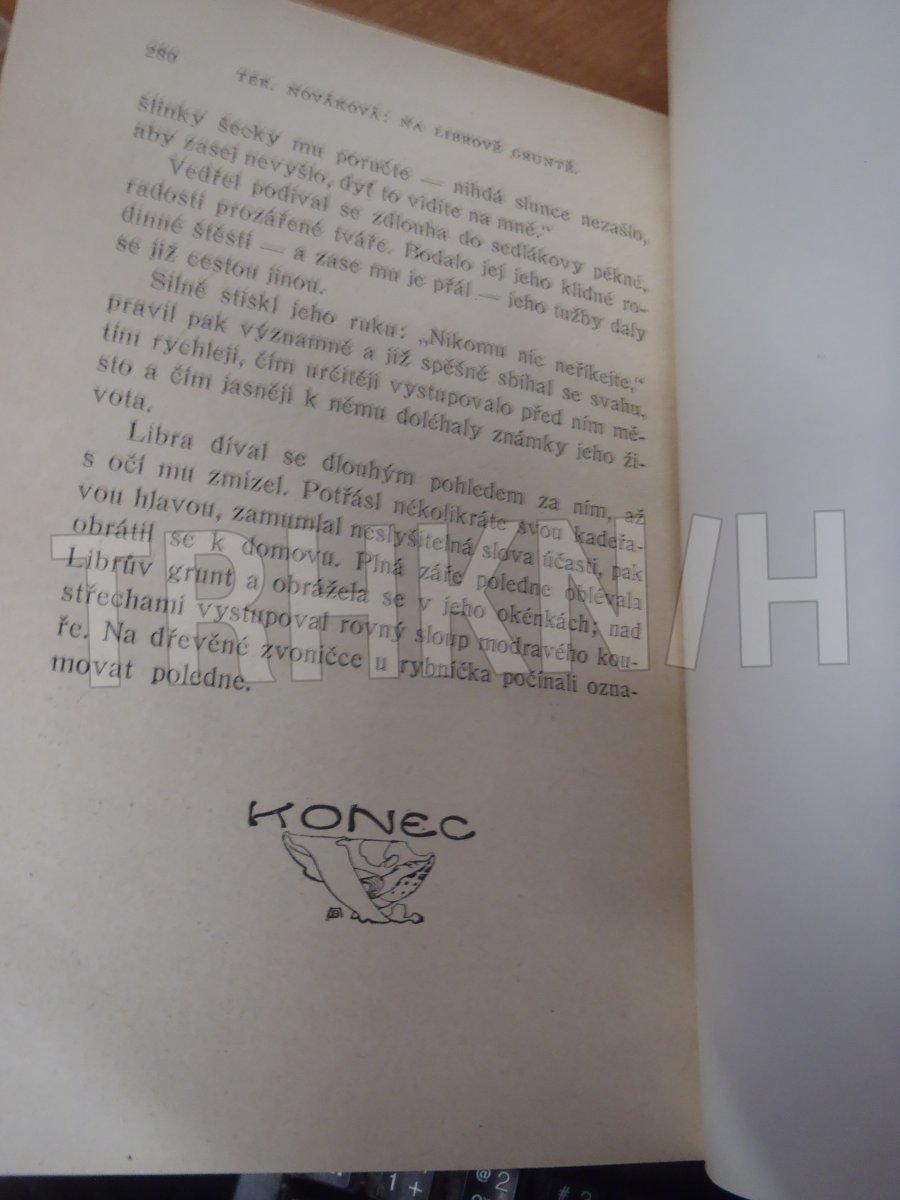 280
TER. NOVÁKOVÁ: NA LIBROVĚ GRUNTĚ.
šlinky šecky mu poručte — nihdá slunce nezašlo,
aby zasej nevyšlo, dyť to vidíte na mně.“
Vedřel podíval se zdlouha do sedlákovy pěkné,
radostí prozářené tváře. Bodalo jej jeho klidné ro-
dinné štěstí — a zase mu je přál — jeho tužby daly
se již cestou jinou.
Silně stiskl jeho ruku: „Nikomu nic neříkejte,“
pravil pak významně a již spěšně sbíhal se svahu,
tím rychleji, čím určitěji vystupovalo před ním mě-
sto a čím jasněji k němu doléhaly známky jeho ži-
vota.
Libra díval se dlouhým pohledem za ním, až
s očí mu zmizel. Potřásl několikráte svou kadeřa-
vou hlavou, zamumlal neslyšitelná slova účasti, pak
obrátil se k domovu. Plná záře poledne oblévala
Librův grunt a obrážela se v jeho okénkách; nad
střechami vystupoval rovný sloup modravého kou-
ře. Na dřevěné zvoničce u rybníčka počínali ozna-
movat poledne.
TRHKNIH
KONEC
1 +
@ 2
# 3